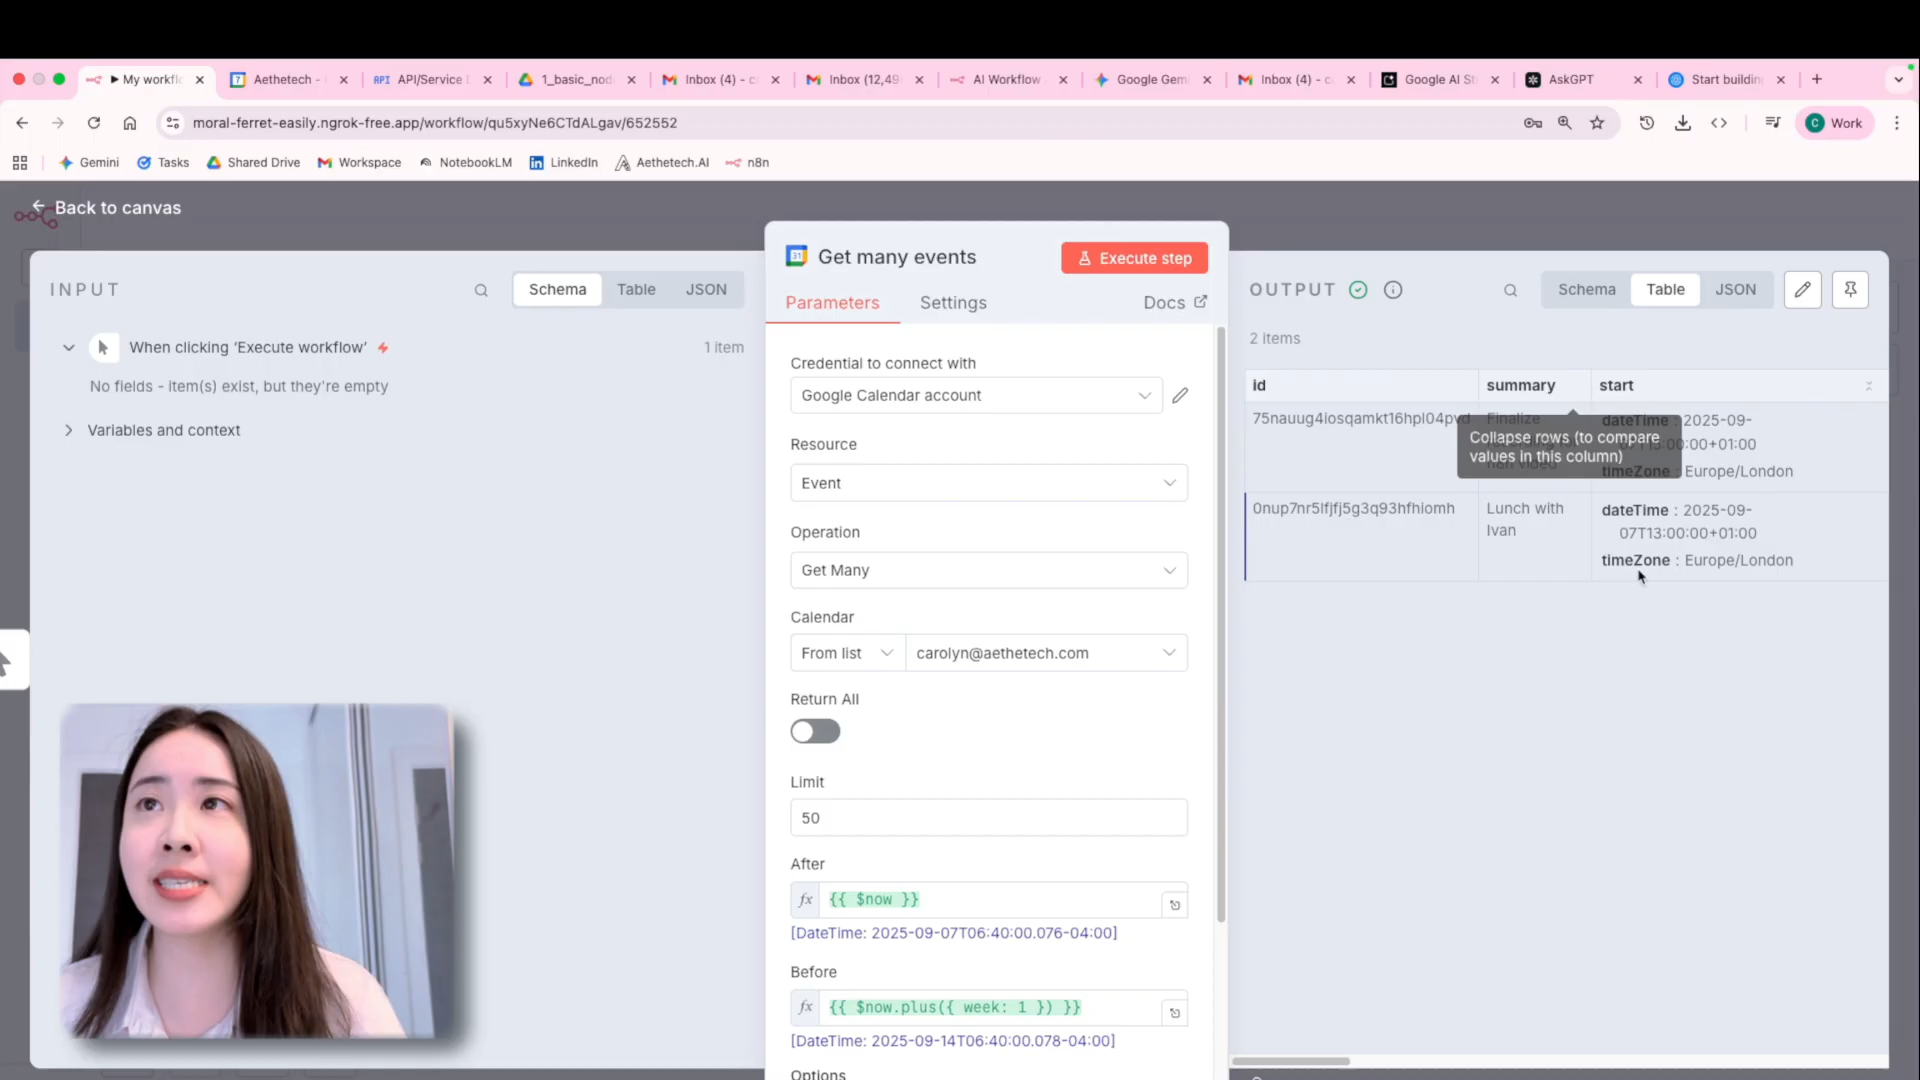 My workfl
Aethetech -
API API/Service
1_basic_nod
Inbox (4) - c
Inbox (12,49
AI Workflow
Google Gem
Inbox (4) - c
Google AI St
AskGPT
Start buildin
moral-ferret-easily.ngrok-free.app/workflow/qu5xyNe6CTdALgav/652552
C Work
Gemini
Tasks
Shared Drive
Workspace
NotebookLM
LinkedIn
Aethetech.AI
n8n
Back to canvas
INPUT
Schema
Table
JSON
When clicking ‘Execute workflow’
1 item
No fields - item(s) exist, but they're empty
Variables and context
31
Get many events
Execute step
Parameters
Settings
Docs
Credential to connect with
Google Calendar account
Resource
Event
Operation
Get Many
Calendar
From list
carolyn@aethetech.com
Return All
Limit
50
After
fx {{ $now }}
[DateTime: 2025-09-07T06:40:00.076-04:00]
Before
fx {{ $now.plus({ week: 1 }) }}
[DateTime: 2025-09-14T06:40:00.078-04:00]
Options
OUTPUT
Schema
Table
JSON
2 items
id
summary
start
75nauug4iosqamkt16hpl04pvd
Finalize
dateTime : 2025-09-
00:00+01:00
timeZone : Europe/London
Collapse rows (to compare
values in this column)
0nup7nr5lfjfj5g3q93hfhiomh
Lunch with
Ivan
dateTime : 2025-09-
07T13:00:00+01:00
timeZone : Europe/London